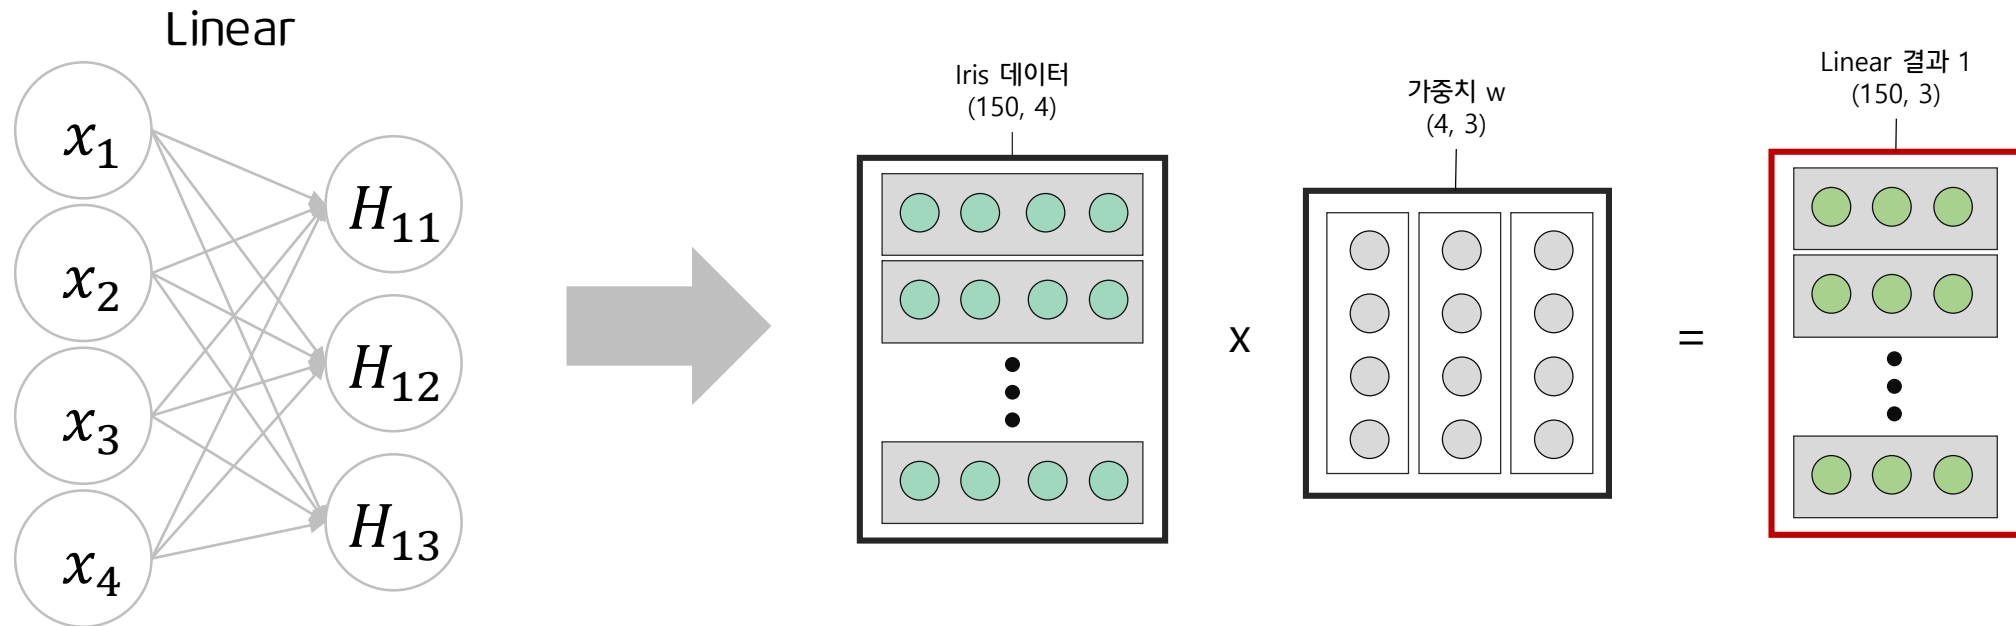 Linear
x1
x2
x3
x4
H11
H12
H13
Iris 데이터
(150, 4)
x
가중치 w
(4, 3)
=
Linear 결과 1
(150, 3)